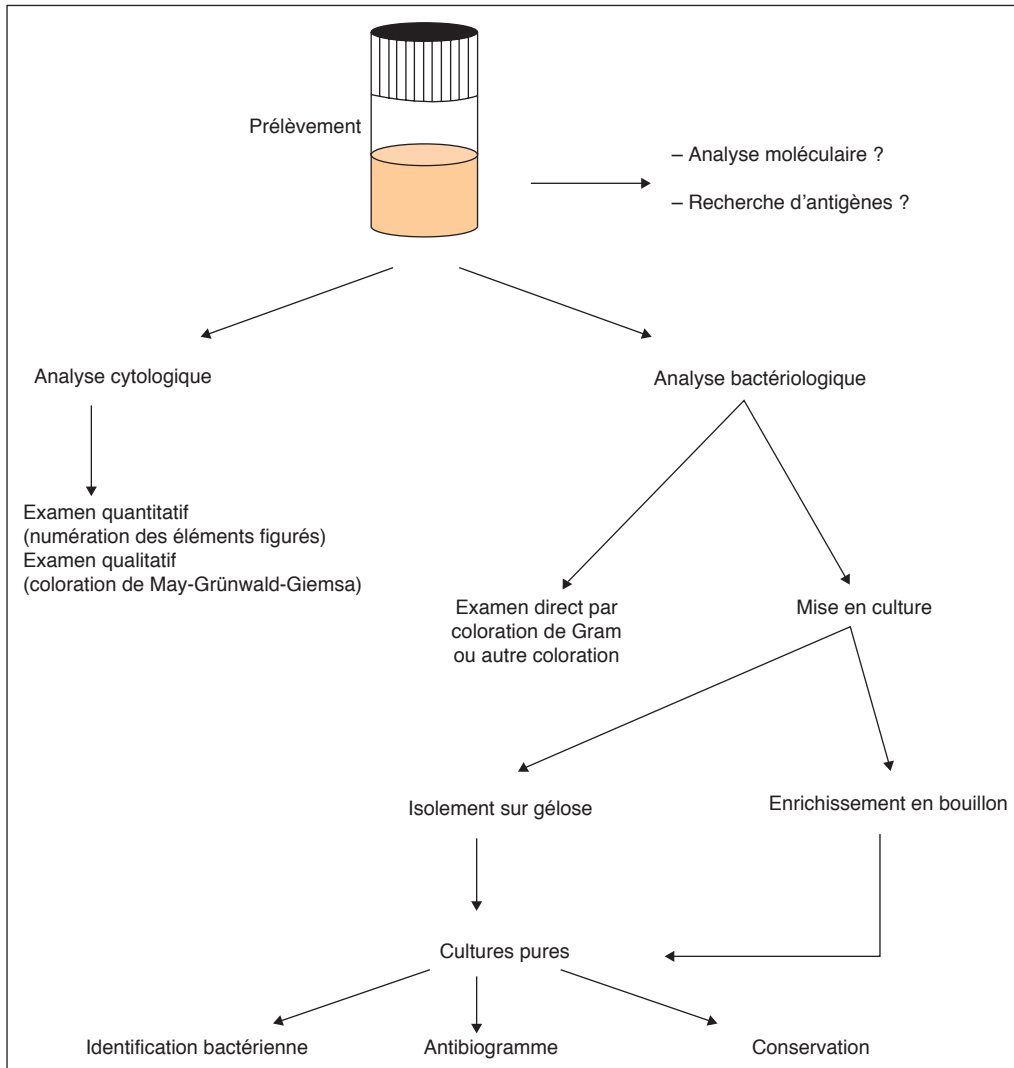 Prélèvement
– Analyse moléculaire ?
– Recherche d'antigènes ?
Analyse cytologique
Analyse bactériologique
Examen quantitatif
(numération des éléments figurés)
Examen qualitatif
(coloration de May-Grünwald-Giemsa)
Examen direct par
coloration de Gram
ou autre coloration
Mise en culture
Isolement sur gélose
Enrichissement en bouillon
Cultures pures
Identification bactérienne
Antibiogramme
Conservation